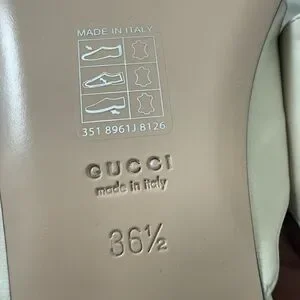 MADE IN ITALY
351 8961J 8126
GUCCI
made in italy
36½